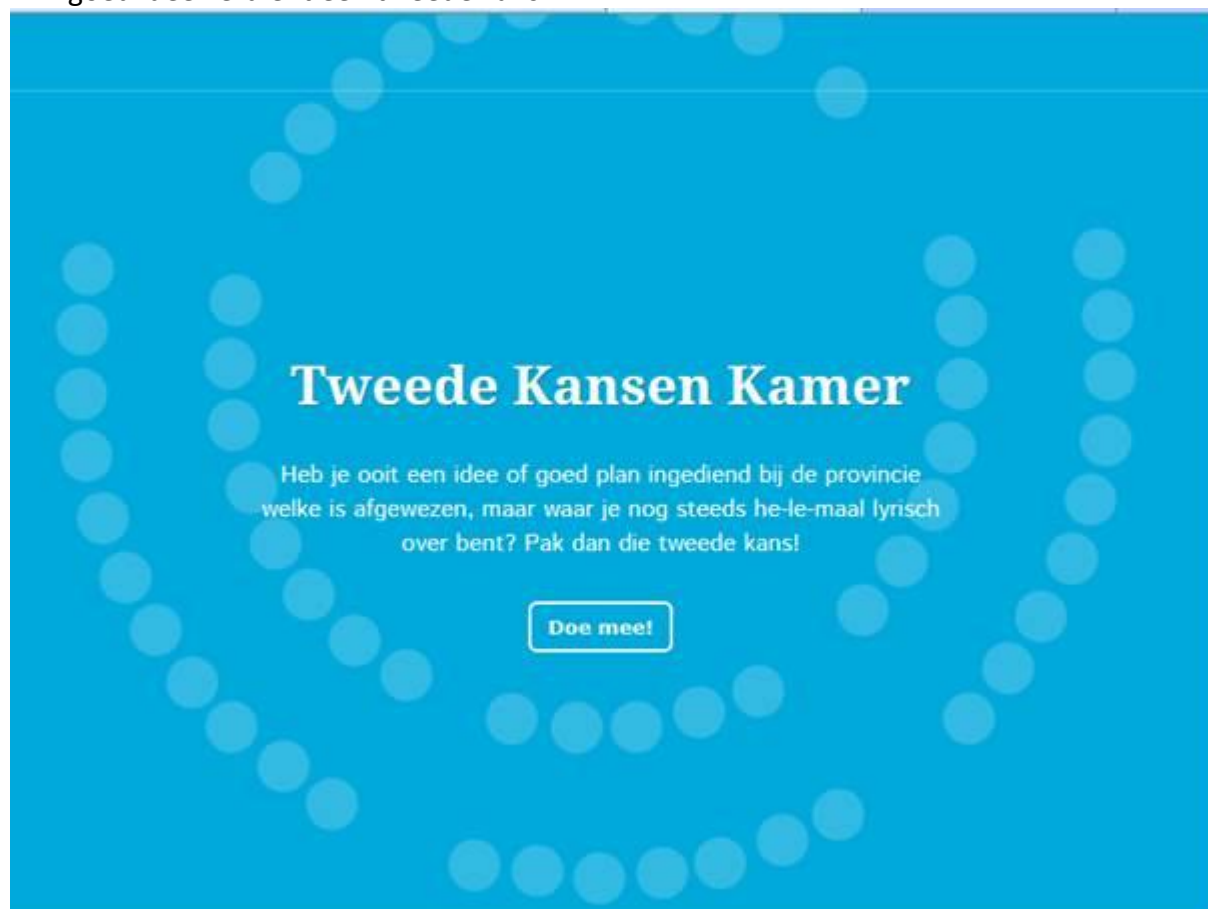 Tweede Kansen Kamer
Heb je ooit een idee of goed plan ingediend bij de provincie
welke is afgewezen, maar waar je nog steeds he-le-maal lyrisch
over bent? Pak dan die tweede kans!
Doe mee!